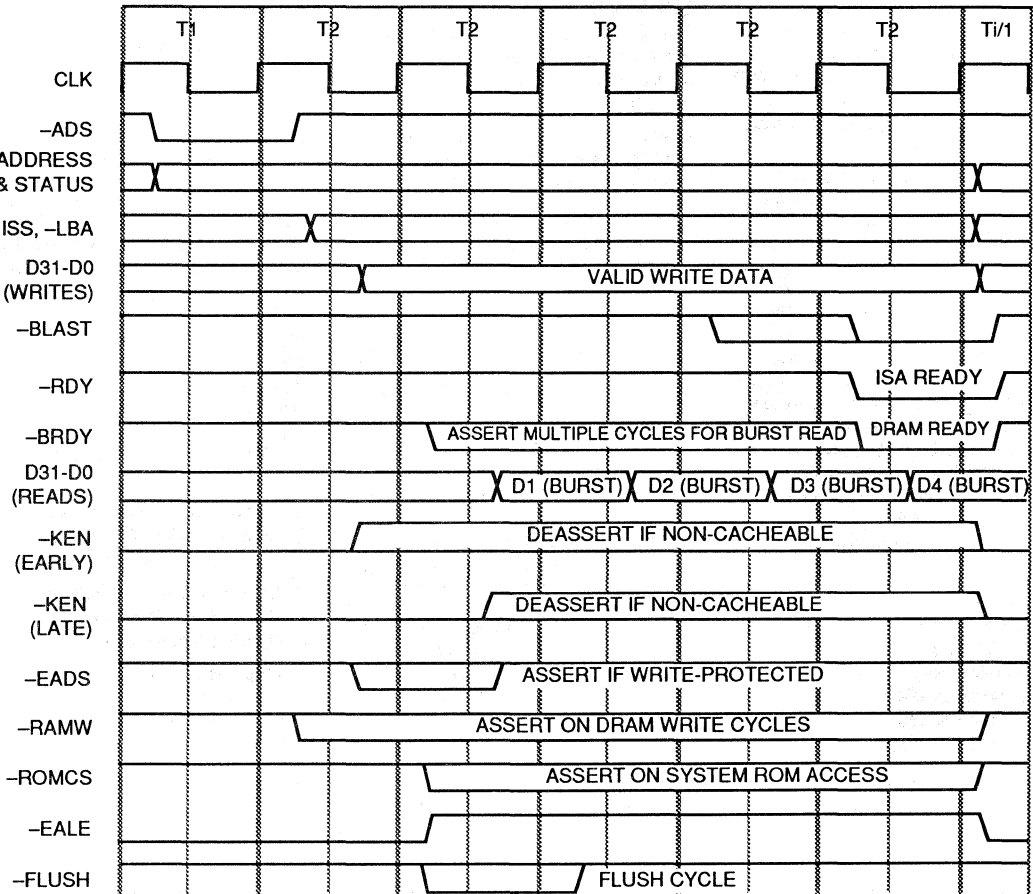 T1 T2 T2 T2 T2 T2 Ti/1
CLK
–ADS
ADDRESS
& STATUS
ISS, –LBA
D31-D0
(WRITES)
VALID WRITE DATA
–BLAST
–RDY
ISA READY
–BRDY
ASSERT MULTIPLE CYCLES FOR BURST READ
DRAM READY
D31-D0
(READS)
D1 (BURST) D2 (BURST) D3 (BURST) D4 (BURST)
–KEN
(EARLY)
DEASSERT IF NON-CACHEABLE
–KEN
(LATE)
DEASSERT IF NON-CACHEABLE
–EADS
ASSERT IF WRITE-PROTECTED
–RAMW
ASSERT ON DRAM WRITE CYCLES
–ROMCS
ASSERT ON SYSTEM ROM ACCESS
–EALE
–FLUSH
FLUSH CYCLE